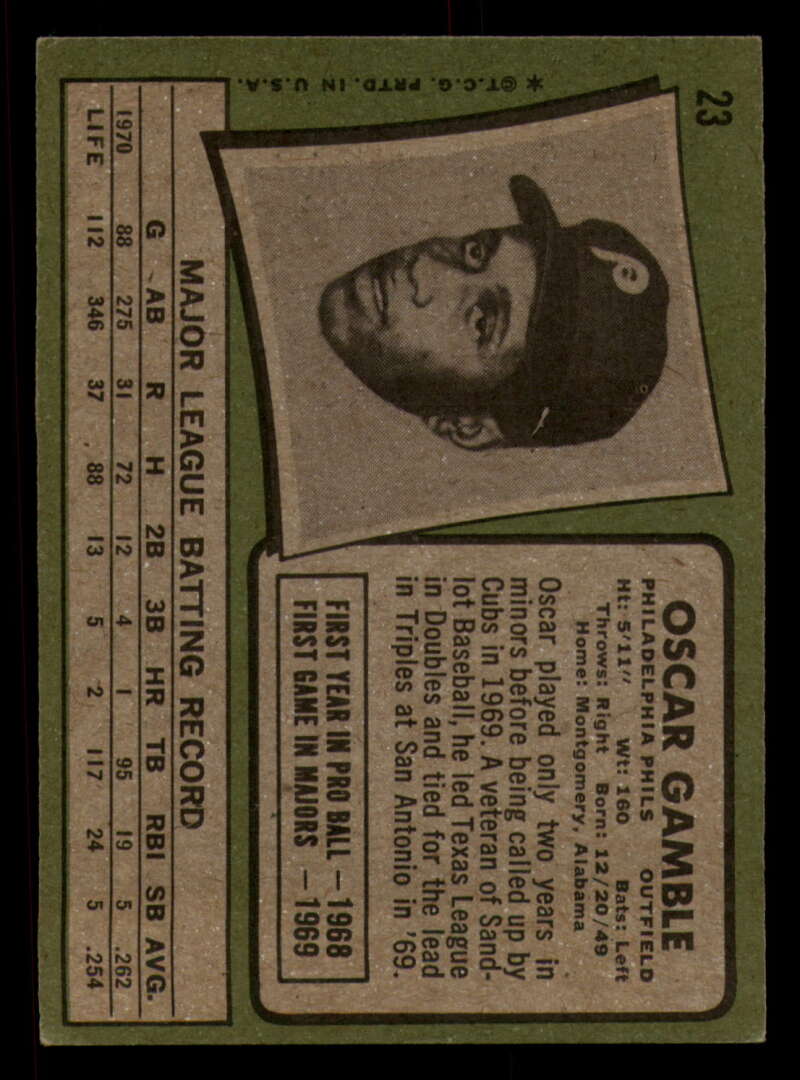 23
OSCAR GAMBLE
PHILADELPHIA PHILS OUTFIELD
Ht: 5'11" Wt: 160 Bats: Left
Throws: Right Born: 12/20/49
Home: Montgomery, Alabama
Oscar played only two years in
minors before being called up by
Cubs in 1969. A veteran of Sand-
lot Baseball, he led Texas League
in Doubles and tied for the lead
in Triples at San Antonio in '69.
FIRST YEAR IN PRO BALL — 1968
FIRST GAME IN MAJORS — 1969
P
*©T.C.G. PRTD. IN U.S.A.
MAJOR LEAGUE BATTING RECORD
G AB R H 2B 3B HR TB RBI SB AVG.
1970 88 275 31 72 12 4 1 95 19 5 .262
LIFE 112 346 37 88 13 5 2 117 24 5 .254